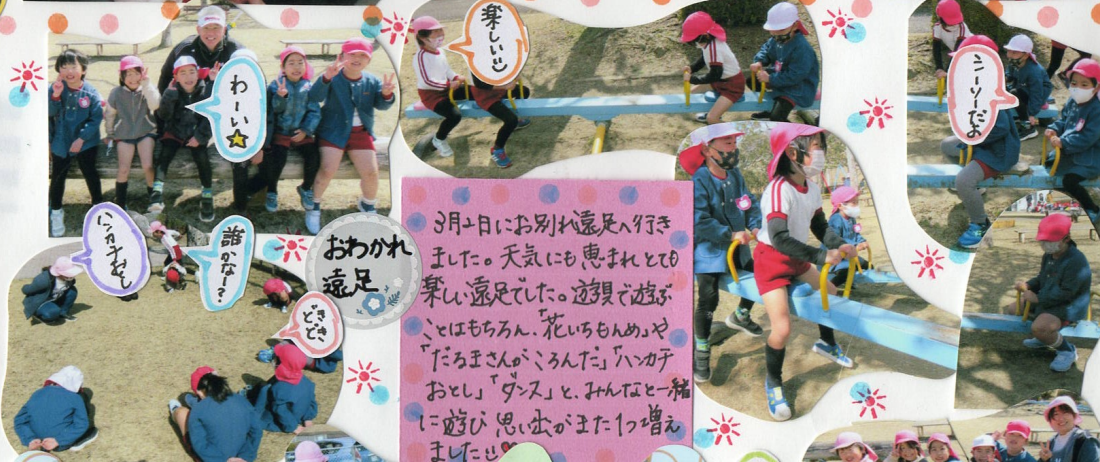 楽しい
わーい
シーソーだよ
ハンカチおとし
誰かなー?
どきどき
おわかれ
遠足
3月1日にお別れ遠足へ行き
ました。天気にも恵まれとても
楽しい遠足でした。遊具で遊ぶ
ことはもちろん、「花いちもんめ」や
「だるまさんがころんだ」「ハンカチ
おとし」「ダンス」と、みんなと一緒
に遊び思い出がまた1つ増え
ました